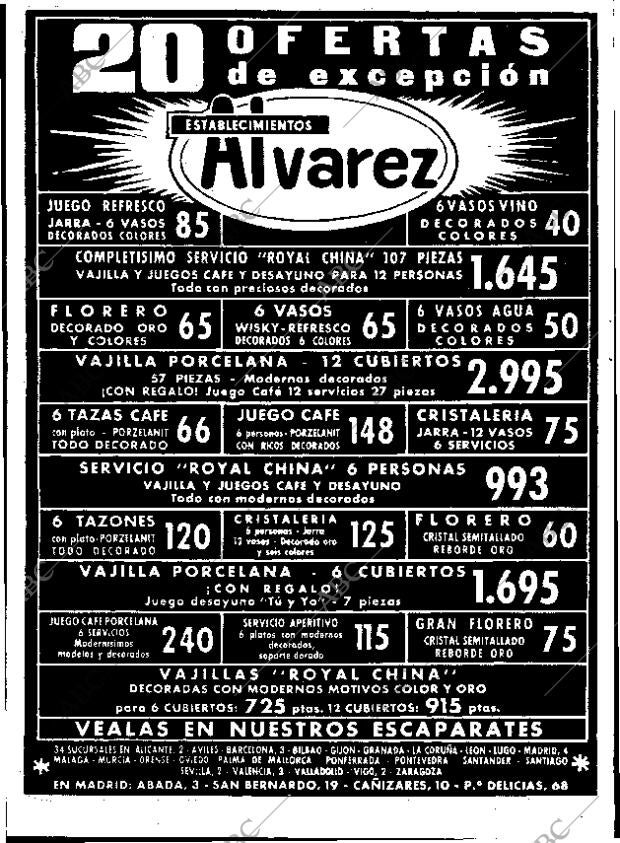 20 OFERTAS
de excepción
ESTABLECIMIENTOS
Alvarez
JUEGO REFRESCO
JARRA - 6 VASOS
DECORADOS COLORES
85
6 VASOS VINO
DECORADOS
COLORES
40
COMPLETISIMO SERVICIO "ROYAL CHINA" 107 PIEZAS
VAJILLA Y JUEGOS CAFE Y DESAYUNO PARA 12 PERSONAS
Todo con preciosos decorados
1.645
FLORERO
DECORADO ORO
Y COLORES
65
6 VASOS
WISKY-REFRESCO
DECORADOS 6 COLORES
65
6 VASOS AGUA
DECORADOS
COLORES
50
VAJILLA PORCELANA - 12 CUBIERTOS
57 PIEZAS - Modernos decorados
¡CON REGALO! Juego Café 12 servicios 27 piezas
2.995
6 TAZAS CAFE
con plato - PORZELANIT
TODO DECORADO
66
JUEGO CAFE
6 personas - PORZELANIT
CON RICOS DECORADOS
148
CRISTALERIA
JARRA - 12 VASOS
6 SERVICIOS
75
SERVICIO "ROYAL CHINA" 6 PERSONAS
VAJILLA Y JUEGOS CAFE Y DESAYUNO
Todo con modernos decorados
993
6 TAZONES
con plato - PORZELANIT
TODO DECORADO
120
CRISTALERIA
6 personas - Jarra
12 vasos - Decorado oro
y seis colores
125
FLORERO
CRISTAL SEMITALLADO
REBORDE ORO
60
VAJILLA PORCELANA - 6 CUBIERTOS
¡CON REGALO!
Juego desayuno "Tú y Yo" - 7 piezas
1.695
JUEGO CAFE PORCELANA
6 SERVICIOS
Modernísimos
modelos y decorados
240
SERVICIO APERITIVO
6 platos con modernos
decorados,
soporte dorado
115
GRAN FLORERO
CRISTAL SEMITALLADO
REBORDE ORO
75
VAJILLAS "ROYAL CHINA"
DECORADAS CON MODERNOS MOTIVOS COLOR Y ORO
para 6 CUBIERTOS: 725 ptas. 12 CUBIERTOS: 915 ptas.
VEALAS EN NUESTROS ESCAPARATES
34 SUCURSALES EN ALICANTE, 2 - AVILES - BARCELONA, 3 - BILBAO - GIJON - GRANADA - LA CORUÑA - LEON - LUGO - MADRID, 4
MALAGA - MURCIA - ORENSE - OVIEDO PALMA DE MALLORCA PONFERRADA - PONTEVEDRA SANTANDER - SANTIAGO
SEVILLA, 2 - VALENCIA, 3 - VALLADOLID - VIGO, 2 - ZARAGOZA
EN MADRID: ABADA, 3 - SAN BERNARDO, 19 - CAÑIZARES, 10 - P.º DELICIAS, 68